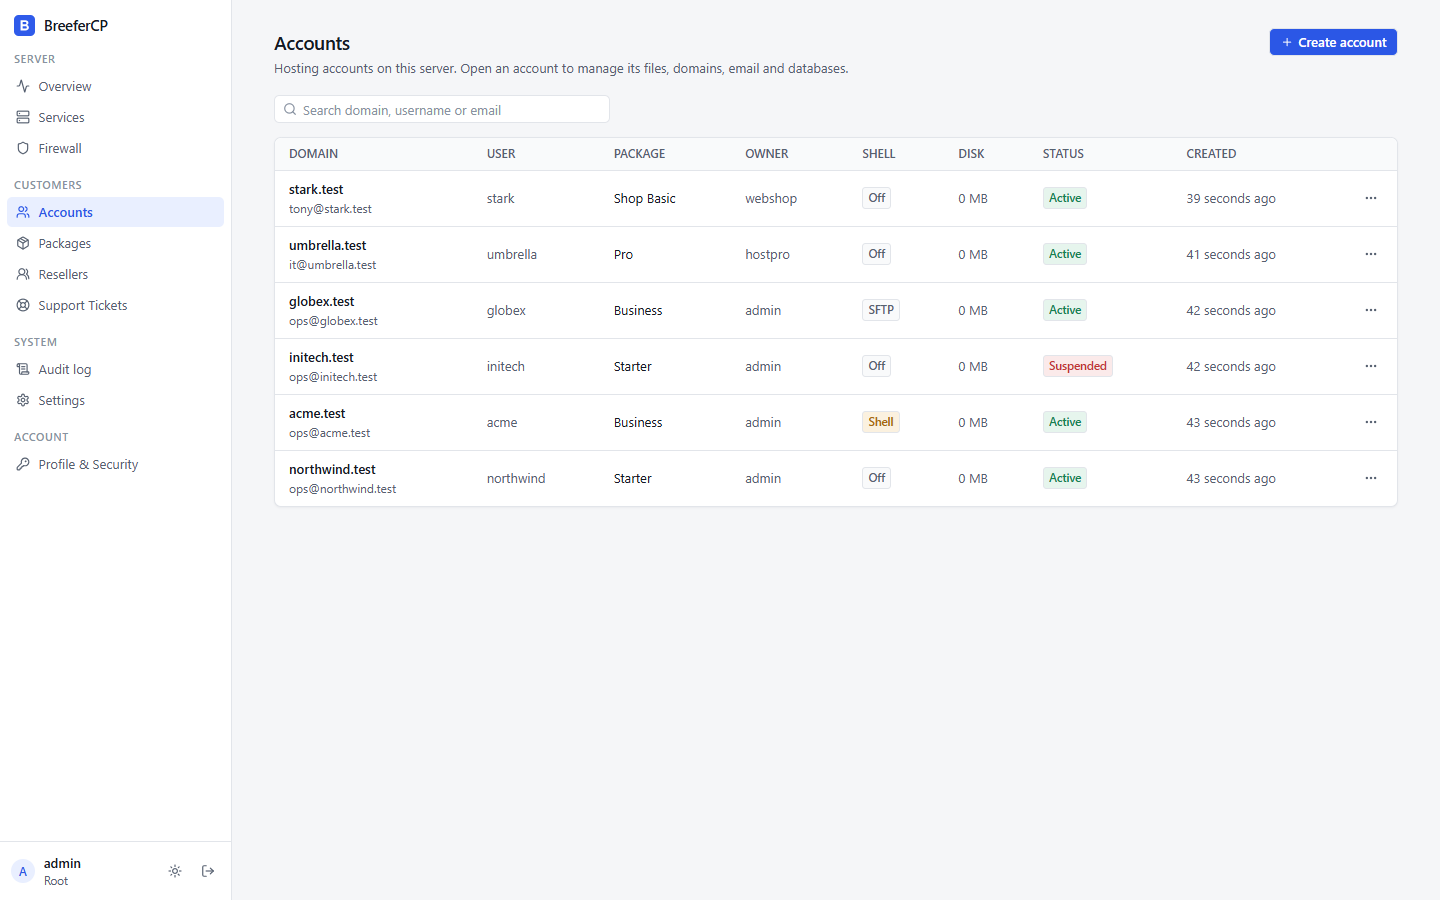 B BreeferCP
SERVER
Overview
Services
Firewall
CUSTOMERS
Accounts
Packages
Resellers
Support Tickets
SYSTEM
Audit log
Settings
ACCOUNT
Profile & Security
A admin
Root
Accounts
Create account
Hosting accounts on this server. Open an account to manage its files, domains, email and databases.
Search domain, username or email
DOMAIN USER PACKAGE OWNER SHELL DISK STATUS CREATED
stark.test
tony@stark.test
stark Shop Basic webshop Off 0 MB Active 39 seconds ago
umbrella.test
it@umbrella.test
umbrella Pro hostpro Off 0 MB Active 41 seconds ago
globex.test
ops@globex.test
globex Business admin SFTP 0 MB Active 42 seconds ago
initech.test
ops@initech.test
initech Starter admin Off 0 MB Suspended 42 seconds ago
acme.test
ops@acme.test
acme Business admin Shell 0 MB Active 43 seconds ago
northwind.test
ops@northwind.test
northwind Starter admin Off 0 MB Active 43 seconds ago